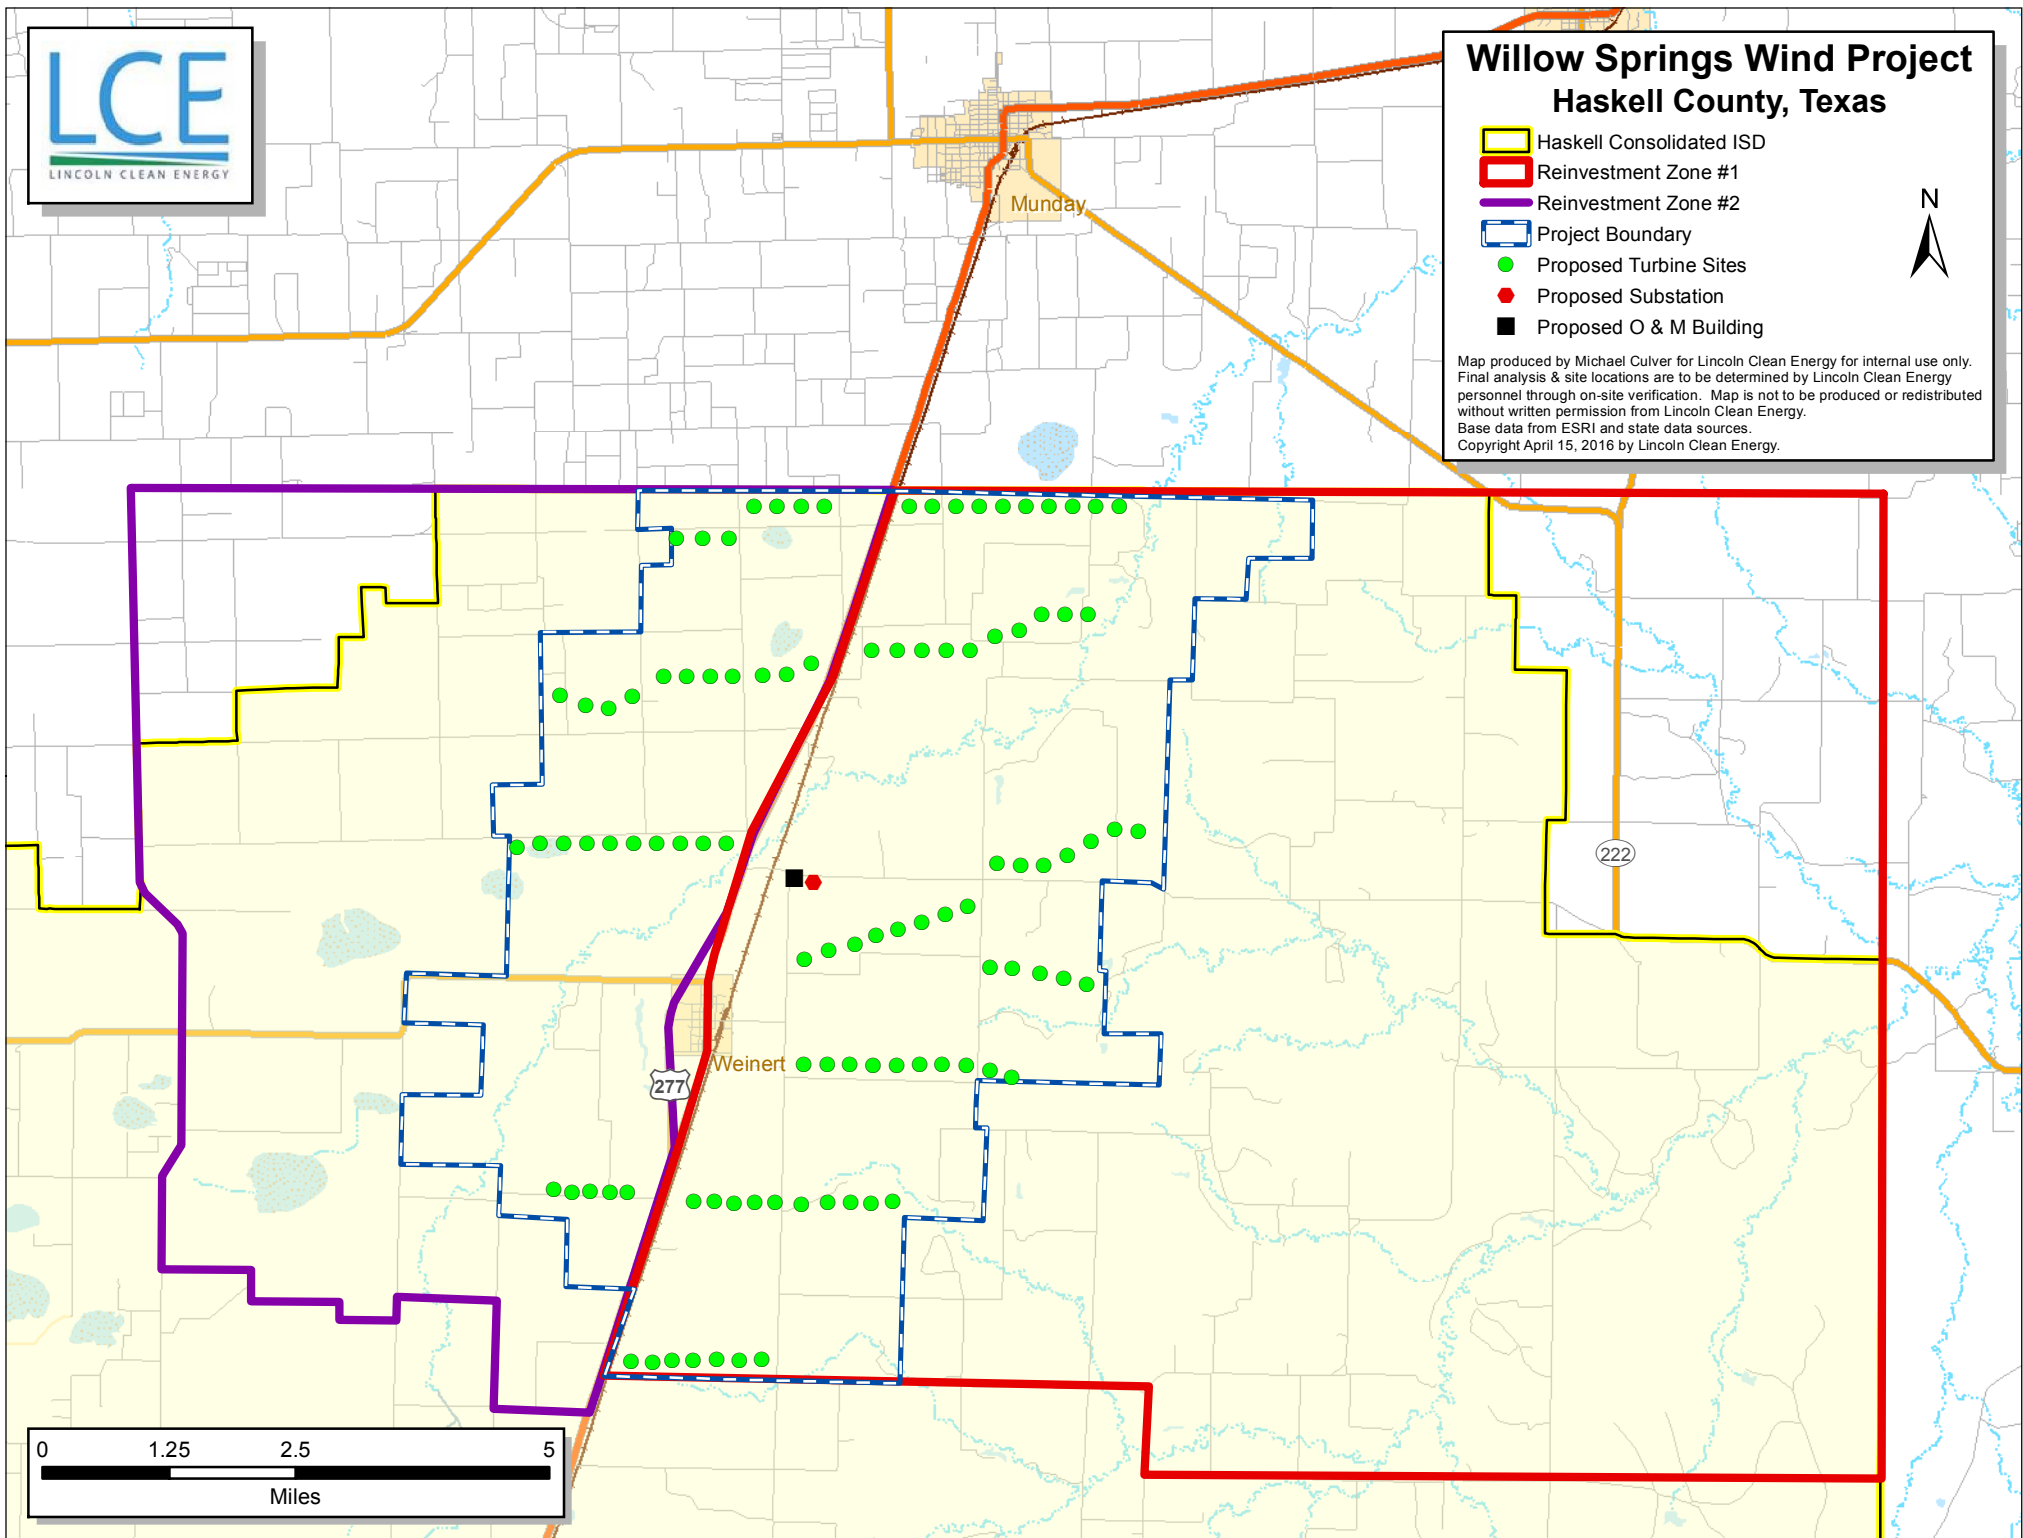 LCE
LINCOLN CLEAN ENERGY
Willow Springs Wind Project
Haskell County, Texas
Haskell Consolidated ISD
Reinvestment Zone #1
Reinvestment Zone #2
Project Boundary
Proposed Turbine Sites
Proposed Substation
Proposed O & M Building
N
Map produced by Michael Culver for Lincoln Clean Energy for internal use only.
Final analysis & site locations are to be determined by Lincoln Clean Energy
personnel through on-site verification. Map is not to be produced or redistributed
without written permission from Lincoln Clean Energy.
Base data from ESRI and state data sources.
Copyright April 15, 2016 by Lincoln Clean Energy.
Munday
222
Weinert
277
0 1.25 2.5 5
Miles